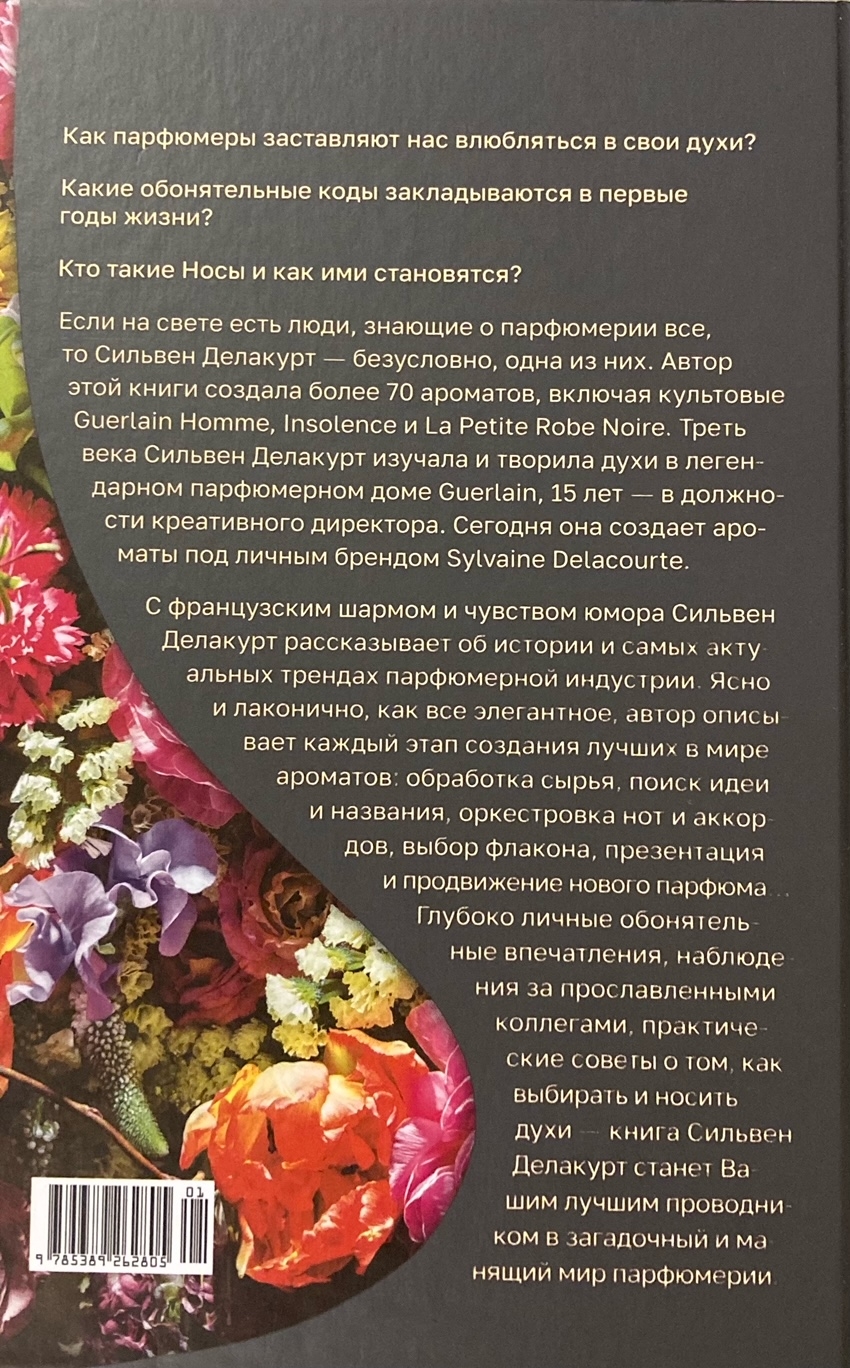 Как парфюмеры заставляют нас влюбляться в свои духи?
Какие обонятельные коды закладываются в первые
годы жизни?
Кто такие Носы и как ими становятся?
Если на свете есть люди, знающие о парфюмерии все,
то Сильвен Делакурт — безусловно, одна из них. Автор
этой книги создала более 70 ароматов, включая культовые
Guerlain Homme, Insolence и La Petite Robe Noire. Треть
века Сильвен Делакурт изучала и творила духи в леген-
дарном парфюмерном доме Guerlain, 15 лет — в должно-
сти креативного директора. Сегодня она создает аро-
маты под личным брендом Sylvaine Delacourte.
С французским шармом и чувством юмора Сильвен
Делакурт рассказывает об истории и самых акту-
альных трендах парфюмерной индустрии. Ясно
и лаконично, как все элегантное, автор описы-
вает каждый этап создания лучших в мире
ароматов: обработка сырья, поиск идеи
и названия, оркестровка нот и аккор-
дов, выбор флакона, презентация
и продвижение нового парфюма...
Глубоко личные обонятель-
ные впечатления, наблюде-
ния за прославленными
коллегами, практиче-
ские советы о том, как
выбирать и носить
духи — книга Сильвен
Делакурт станет Ва-
шим лучшим проводни-
ком в загадочный и ма-
нящий мир парфюмерии.
01
9 785389 262805